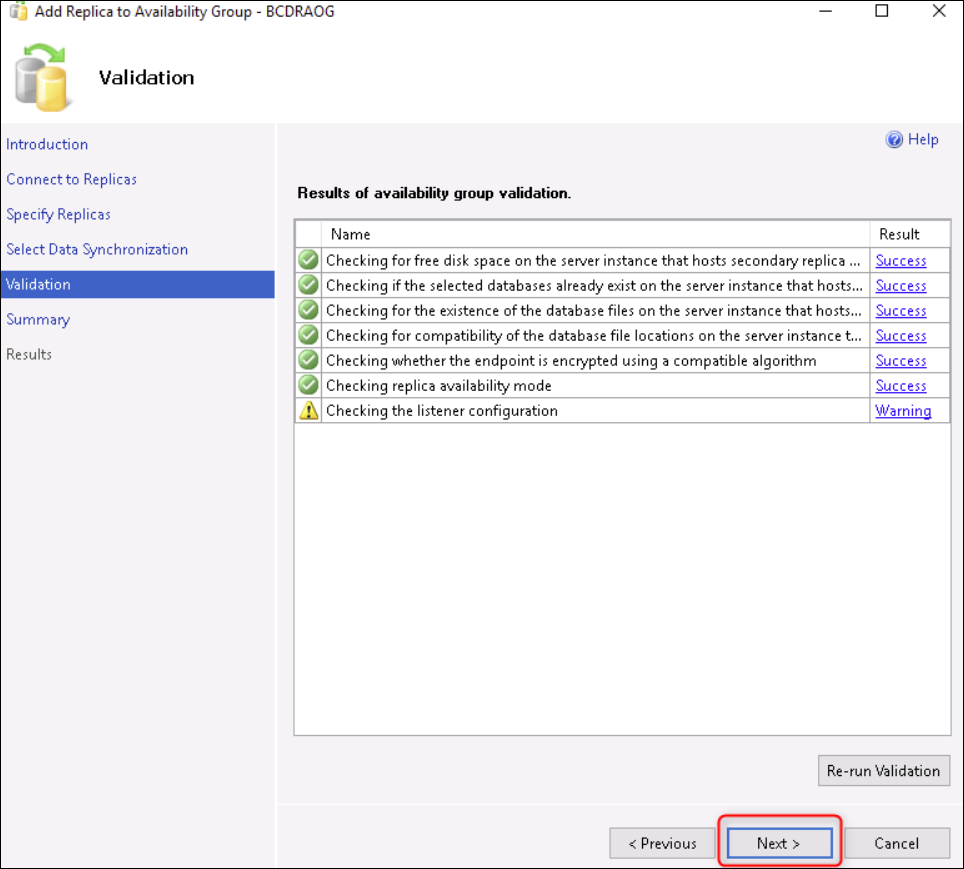 Add Replica to Availability Group - BCDRAOG
Validation
Introduction
Connect to Replicas
Specify Replicas
Select Data Synchronization
Validation
Summary
Results
Help
Results of availability group validation.
Name Result
Checking for free disk space on the server instance that hosts secondary replica ... Success
Checking if the selected databases already exist on the server instance that hosts... Success
Checking for the existence of the database files on the server instance that hosts... Success
Checking for compatibility of the database file locations on the server instance t... Success
Checking whether the endpoint is encrypted using a compatible algorithm Success
Checking replica availability mode Success
Checking the listener configuration Warning
Re-run Validation
< Previous Next > Cancel